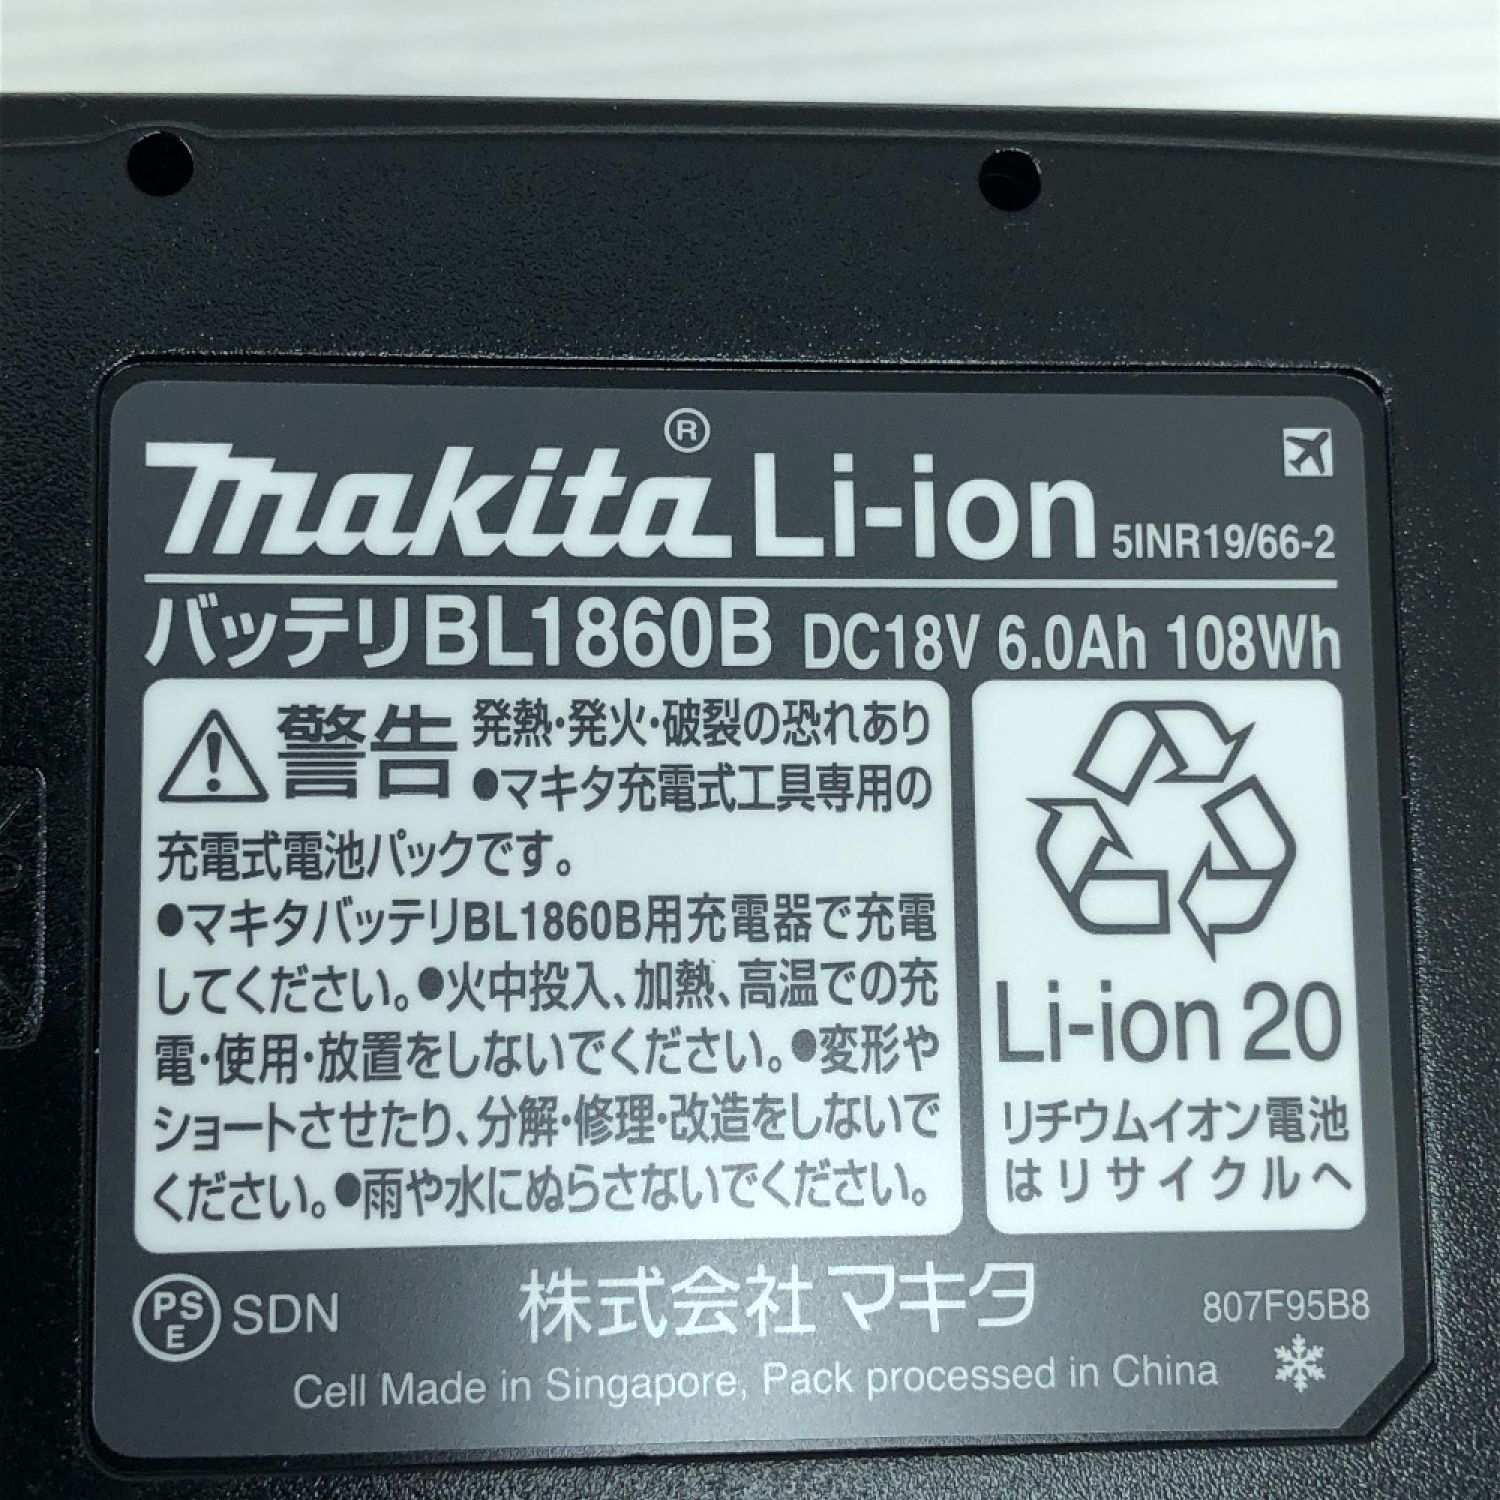 makita® Li-ion 5INR19/66-2
バッテリBL1860B DC18V 6.0Ah 108Wh
警告 発熱・発火・破裂の恐れあり
●マキタ充電式工具専用の
充電式電池パックです。
●マキタバッテリBL1860B用充電器で充電
してください。●火中投入、加熱、高温での充
電・使用・放置をしないでください。●変形や
ショートさせたり、分解・修理・改造をしないで
ください。●雨や水にぬらさないでください。
Li-ion 20
リチウムイオン電池
はリサイクルへ
PS
E
SDN
株式会社マキタ
807F95B8
Cell Made in Singapore, Pack processed in China